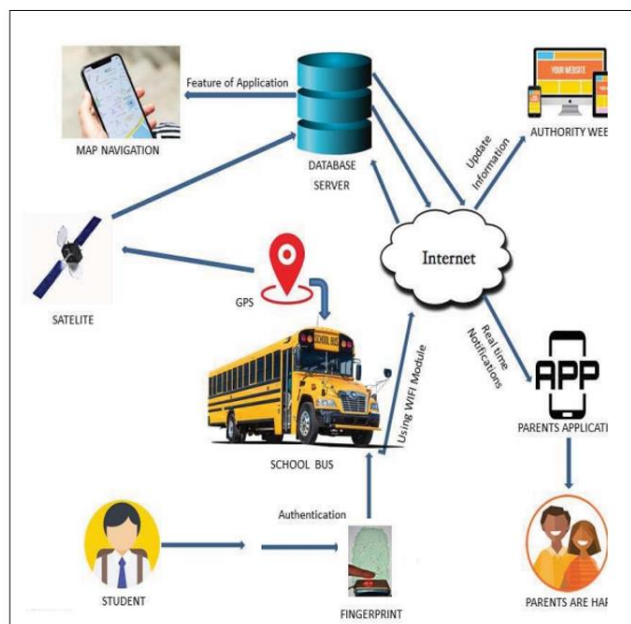 Feature of Application
MAP NAVIGATION
DATABASE
SERVER
YOUR WEBSITE
AUTHORITY WEB
Update
Information
Internet
SATELITE
GPS
SCHOOL BUS
Using WIFI Module
Real time
Notifications
APP
PARENTS APPLICATIO
SCHOOL BUS
Authentication
STUDENT
FINGERPRINT
PARENTS ARE HAP